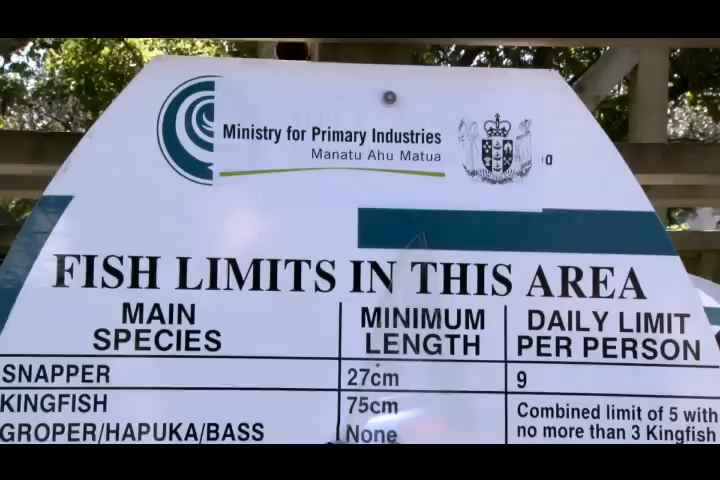 Ministry for Primary Industries
Manatu Ahu Matua
a
FISH LIMITS IN THIS AREA
MAIN SPECIES
MINIMUM LENGTH
DAILY LIMIT PER PERSON
SNAPPER 27cm 9
KINGFISH 75cm Combined limit of 5 with
GROPER/HAPUKA/BASS None no more than 3 Kingfish